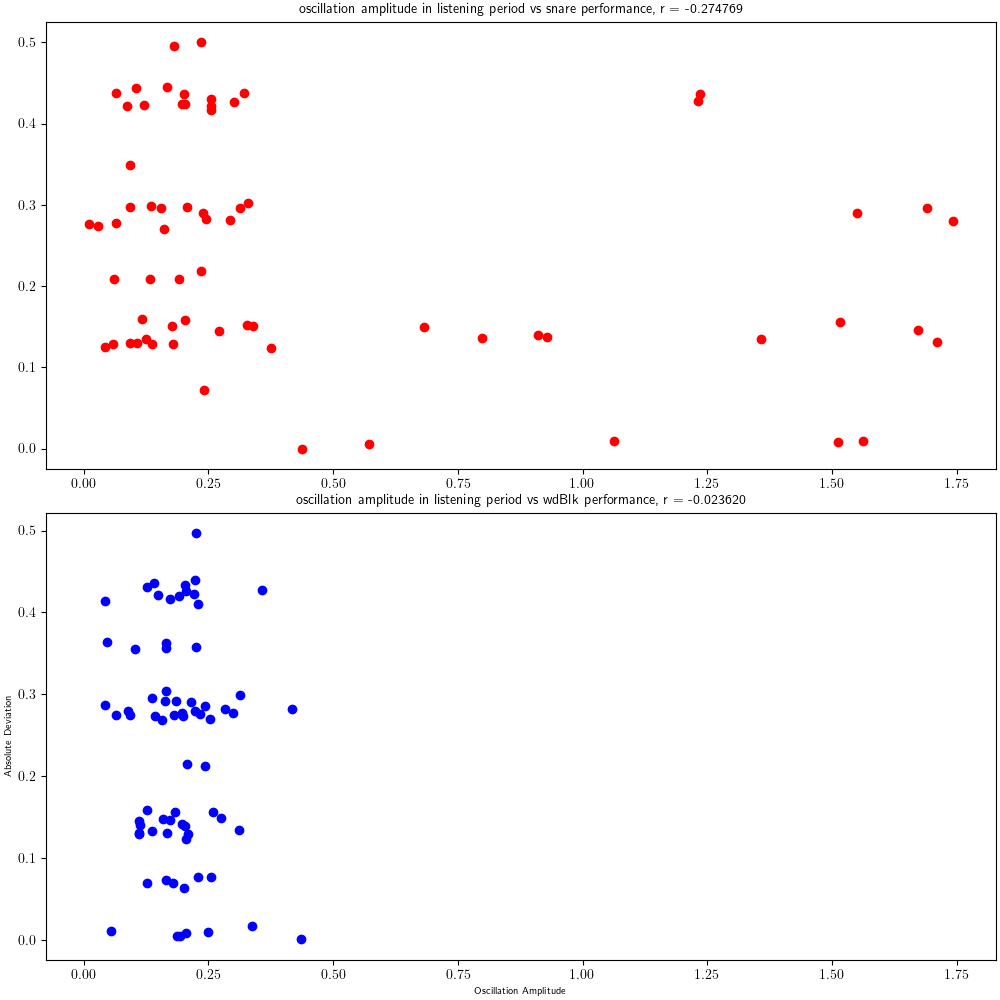 oscillation amplitude in listening period vs snare performance, r = -0.274769
0.5
0.4
0.3
0.2
0.1
0.0
0.00 0.25 0.50 0.75 1.00 1.25 1.50 1.75
oscillation amplitude in listening period vs wdBlk performance, r = -0.023620
0.5
0.4
0.3
0.2
0.1
0.0
Absolute Deviation
0.00 0.25 0.50 0.75 1.00 1.25 1.50 1.75
Oscillation Amplitude